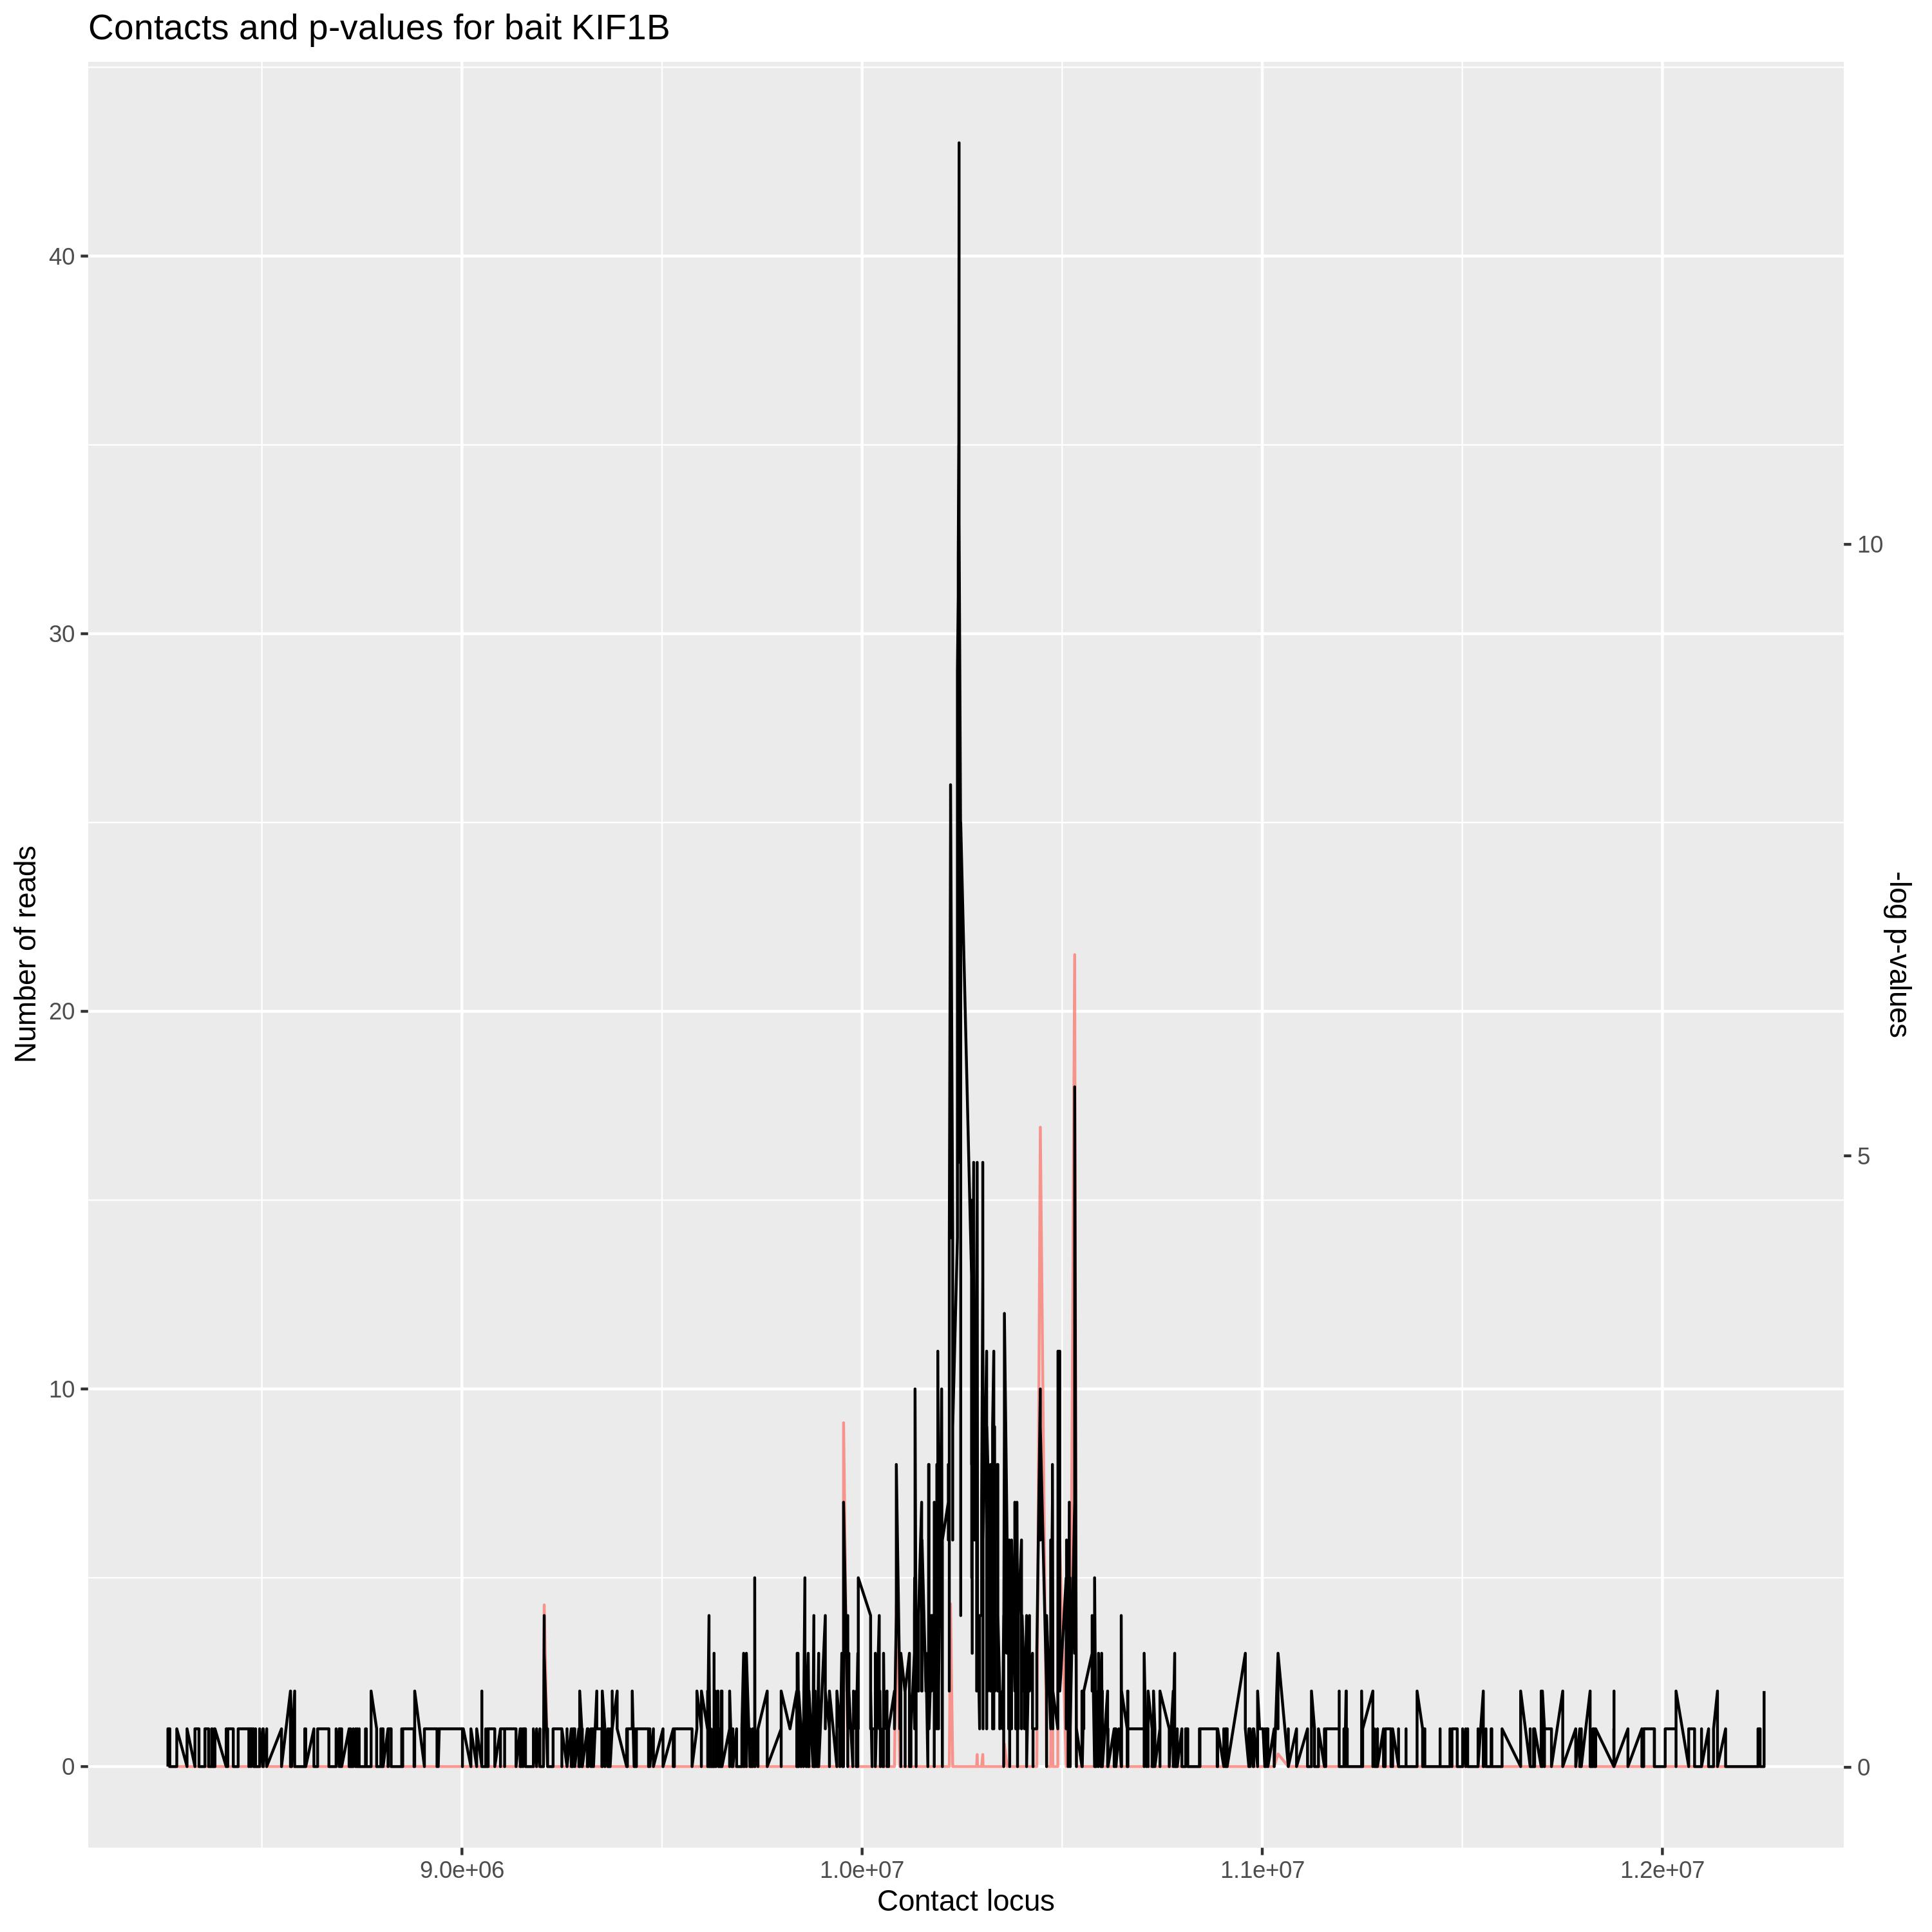 Contacts and p-values for bait KIF1B
40
30
20
10
0
Number of reads
10
5
0
-log p-values
9.0e+06
1.0e+07
1.1e+07
1.2e+07
Contact locus